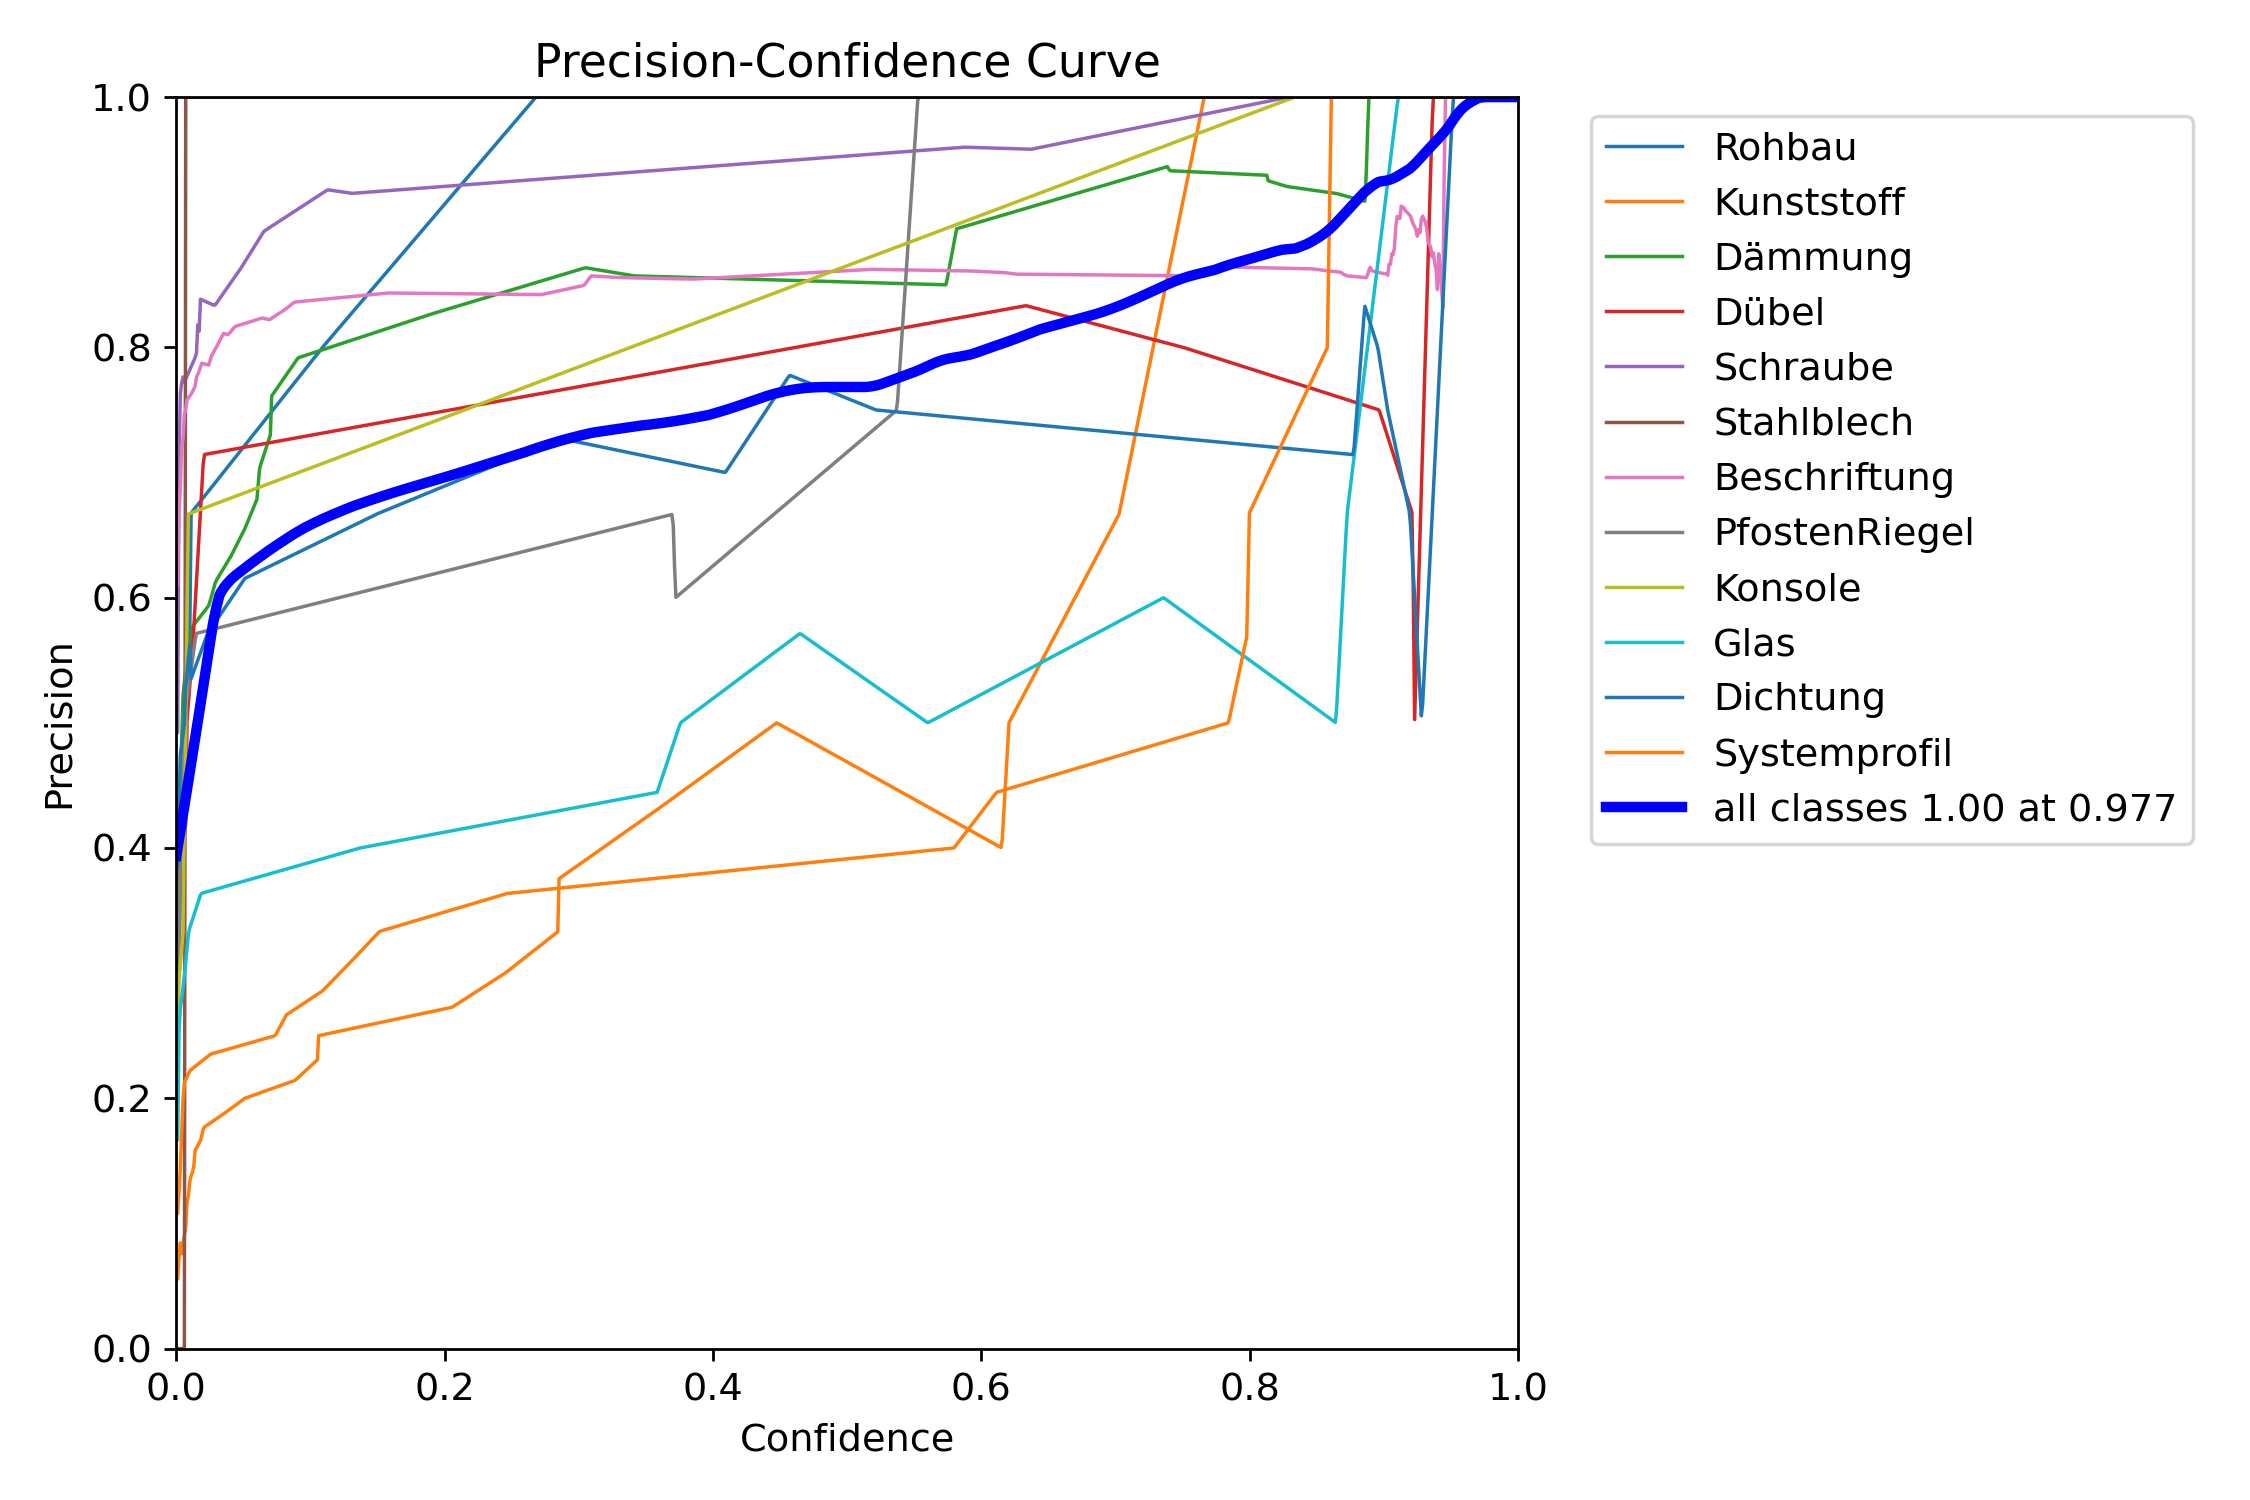 Precision-Confidence Curve
1.0
0.8
0.6
0.4
0.2
0.0
Precision
0.0 0.2 0.4 0.6 0.8 1.0
Confidence
Rohbau
Kunststoff
Dämmung
Dübel
Schraube
Stahlblech
Beschriftung
PfostenRiegel
Konsole
Glas
Dichtung
Systemprofil
all classes 1.00 at 0.977